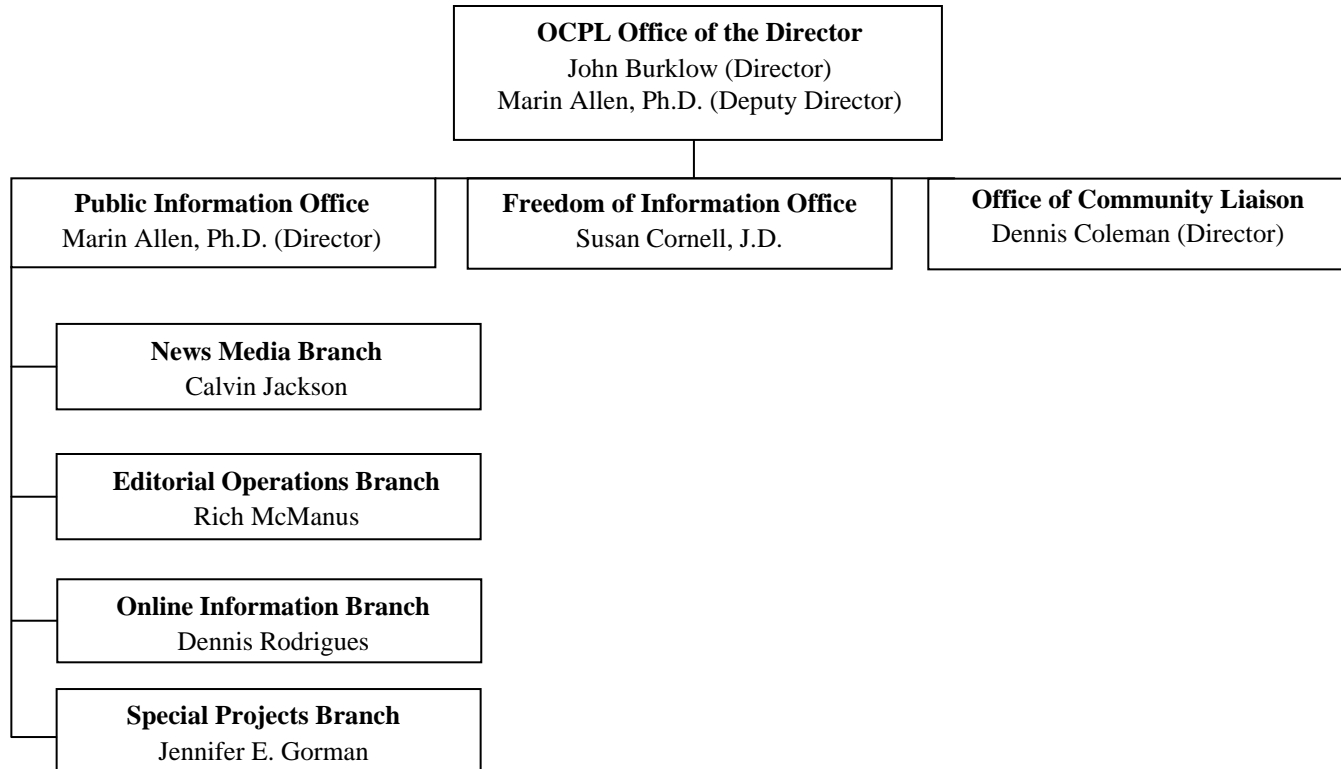 OCPL Office of the Director
John Burklow (Director)
Marin Allen, Ph.D. (Deputy Director)
Public Information Office
Marin Allen, Ph.D. (Director)
Freedom of Information Office
Susan Cornell, J.D.
Office of Community Liaison
Dennis Coleman (Director)
News Media Branch
Calvin Jackson
Editorial Operations Branch
Rich McManus
Online Information Branch
Dennis Rodrigues
Special Projects Branch
Jennifer E. Gorman